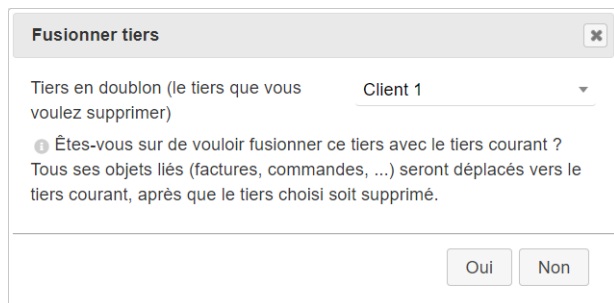 Fusionner tiers
Tiers en doublon (le tiers que vous
voulez supprimer)
Client 1
Êtes-vous sur de vouloir fusionner ce tiers avec le tiers courant ?
Tous ses objets liés (factures, commandes, ...) seront déplacés vers le
tiers courant, après que le tiers choisi soit supprimé.
Oui
Non